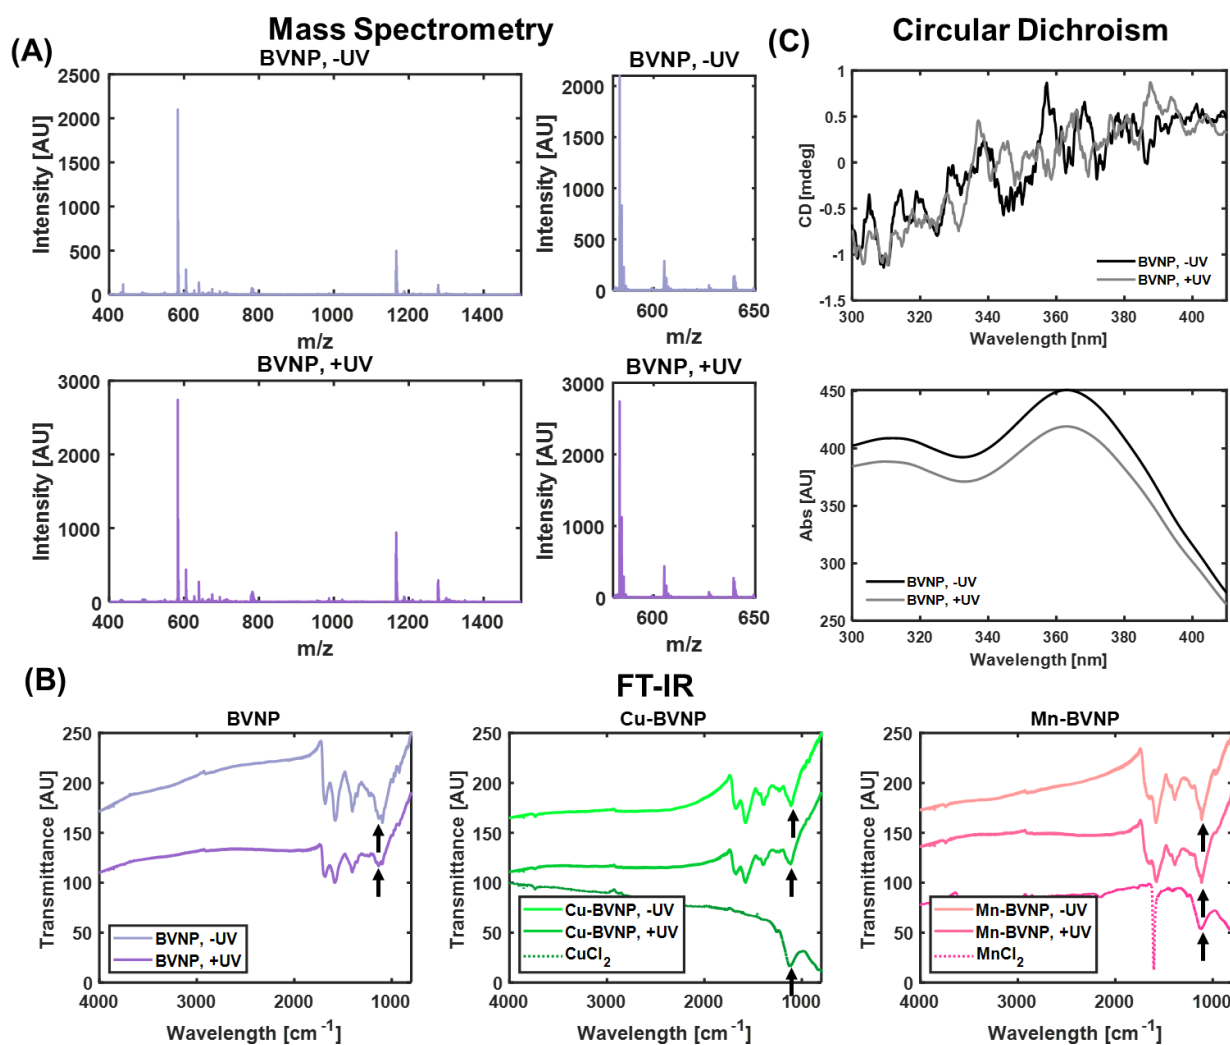 Mass Spectrometry
Circular Dichroism
(A)
BVNP, -UV
Intensity [AU]
2500
2000
1500
1000
500
0
400
600
800
1000
1200
1400
m/z
BVNP, -UV
Intensity [AU]
2000
1500
1000
500
0
600
650
m/z
BVNP, +UV
Intensity [AU]
3000
2000
1000
0
400
600
800
1000
1200
1400
m/z
BVNP, +UV
Intensity [AU]
3000
2500
2000
1500
1000
500
0
600
650
m/z
(C)
CD [mdeg]
1
0.5
0
-0.5
-1
-1.5
BVNP, -UV
BVNP, +UV
300
320
340
360
380
400
Wavelength [nm]
Abs [AU]
450
400
350
300
250
BVNP, -UV
BVNP, +UV
300
320
340
360
380
400
Wavelength [nm]
(B)
FT-IR
BVNP
Transmittance [AU]
250
200
150
100
50
0
BVNP, -UV
BVNP, +UV
4000
3000
2000
1000
Wavelength [cm-1]
Cu-BVNP
Transmittance [AU]
250
200
150
100
50
0
Cu-BVNP, -UV
Cu-BVNP, +UV
CuCl2
4000
3000
2000
1000
Wavelength [cm-1]
Mn-BVNP
Transmittance [AU]
250
200
150
100
50
0
Mn-BVNP, -UV
Mn-BVNP, +UV
MnCl2
4000
3000
2000
1000
Wavelength [cm-1]